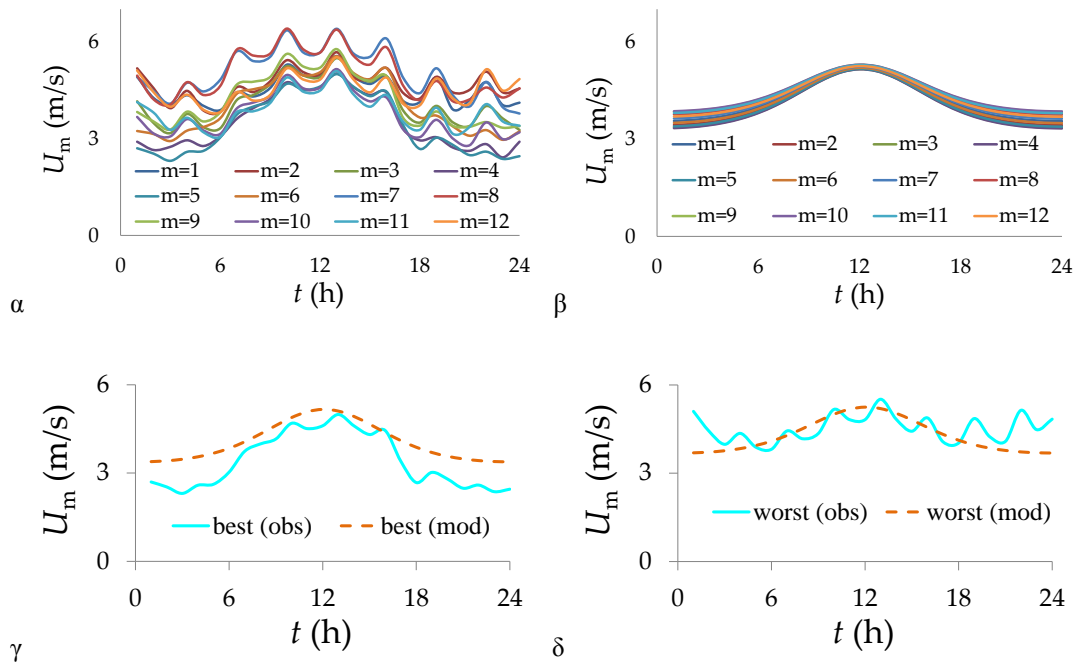 6
3
0
U_m (m/s)
m=1 m=2 m=3 m=4
m=5 m=6 m=7 m=8
m=9 m=10 m=11 m=12
0 6 12 18 24
t (h)
α
6
3
0
U_m (m/s)
m=1 m=2 m=3 m=4
m=5 m=6 m=7 m=8
m=9 m=10 m=11 m=12
0 6 12 18 24
t (h)
β
6
3
0
U_m (m/s)
best (obs) best (mod)
0 6 12 18 24
t (h)
γ
6
3
0
U_m (m/s)
worst (obs) worst (mod)
0 6 12 18 24
t (h)
δ